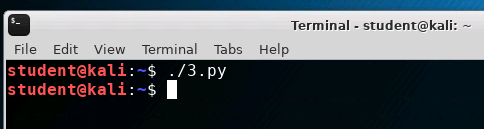 Terminal - student@kali: ~
File Edit View Terminal Tabs Help
student@kali:~$ ./3.py
student@kali:~$